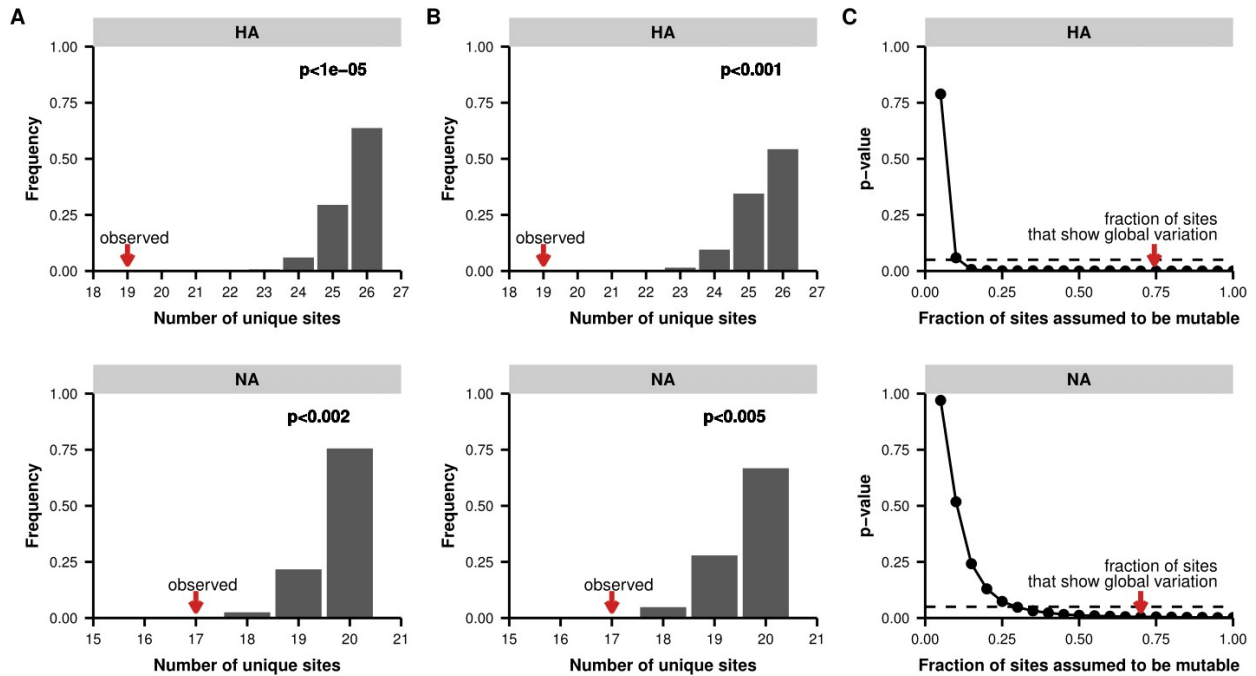 A
HA
1.00
0.75
0.50
0.25
0.00
Frequency
p<1e−05
observed
18 19 20 21 22 23 24 25 26 27
Number of unique sites
B
HA
1.00
0.75
0.50
0.25
0.00
Frequency
p<0.001
observed
18 19 20 21 22 23 24 25 26 27
Number of unique sites
C
HA
1.00
0.75
0.50
0.25
0.00
p−value
fraction of sites
that show global variation
0.00 0.25 0.50 0.75 1.00
Fraction of sites assumed to be mutable
NA
1.00
0.75
0.50
0.25
0.00
Frequency
p<0.002
observed
15 16 17 18 19 20 21
Number of unique sites
NA
1.00
0.75
0.50
0.25
0.00
Frequency
p<0.005
observed
15 16 17 18 19 20 21
Number of unique sites
NA
1.00
0.75
0.50
0.25
0.00
p−value
fraction of sites
that show global variation
0.00 0.25 0.50 0.75 1.00
Fraction of sites assumed to be mutable